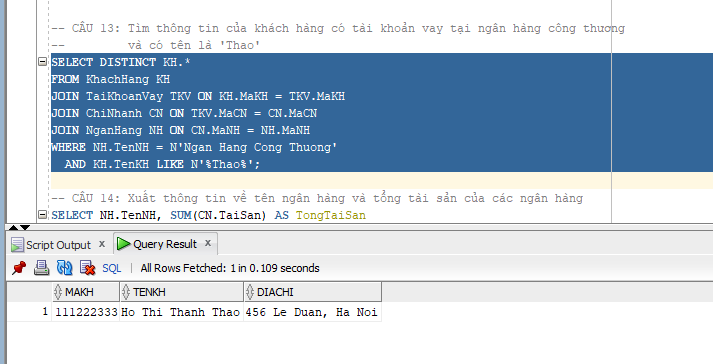 -- CÂU 13: Tìm thông tin của khách hàng có tài khoản vay tại ngân hàng công thương
-- và có tên là 'Thao'
SELECT DISTINCT KH.*
FROM KhachHang KH
JOIN TaiKhoanVay TKV ON KH.MaKH = TKV.MaKH
JOIN ChiNhanh CN ON TKV.MaCN = CN.MaCN
JOIN NganHang NH ON CN.MaNH = NH.MaNH
WHERE NH.TenNH = N'Ngan Hang Cong Thuong'
AND KH.TenKH LIKE N'%Thao%';
-- CÂU 14: Xuất thông tin về tên ngân hàng và tổng tài sản của các ngân hàng
SELECT NH.TenNH, SUM(CN.TaiSan) AS TongTaiSan
Script Output x Query Result x
SQL | All Rows Fetched: 1 in 0.109 seconds
MAKH TENKH DIACHI
1 111222333 Ho Thi Thanh Thao 456 Le Duan, Ha Noi